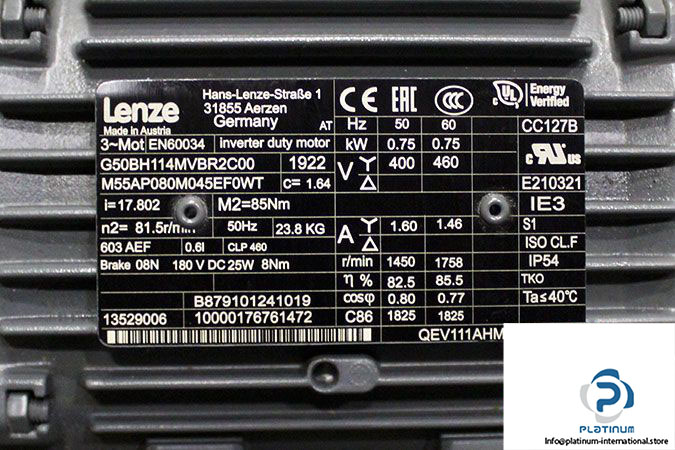 Lenze
Made in Austria
Hans-Lenze-Straße 1
31855 Aerzen
Germany
AT
CE EAC CCC
c UL Energy Verified
3~Mot EN60034 inverter duty motor
G50BH114MVBR2C00 1922
M55AP080M045EF0WT c= 1.64
i=17.802 M2=85Nm
n2= 81.5r/min 50Hz 23.8 KG
603 AEF 0.6l CLP 460
Brake 08N 180 V DC 25W 8Nm
B879101241019
13529006 10000176761472
Hz 50 60 CC127B
kW 0.75 0.75
V Y 400 460
Δ
c RU US
E210321
IE3
A Y 1.60 1.46 S1
Δ ISO CL.F
r/min 1450 1758 IP54
η % 82.5 85.5 TKO
cosφ 0.80 0.77 Ta≤40°C
C86 1825 1825
QEV111AHM
PLATINUM
Info@platinum-international.store